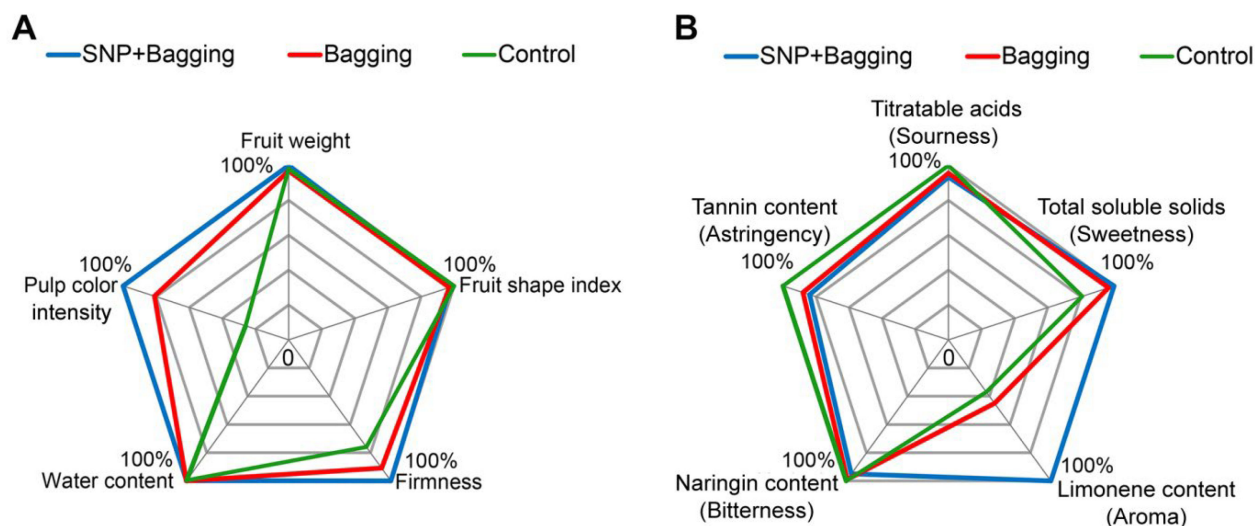 A
SNP+Bagging
Bagging
Control
Fruit weight
100%
100%
Fruit shape index
100%
Pulp color
intensity
0
100%
Water content
100%
Firmness
B
SNP+Bagging
Bagging
Control
Titratable acids
(Sourness)
100%
Tannin content
(Astringency)
100%
Total soluble solids
(Sweetness)
100%
0
100%
Naringin content
(Bitterness)
100%
Limonene content
(Aroma)